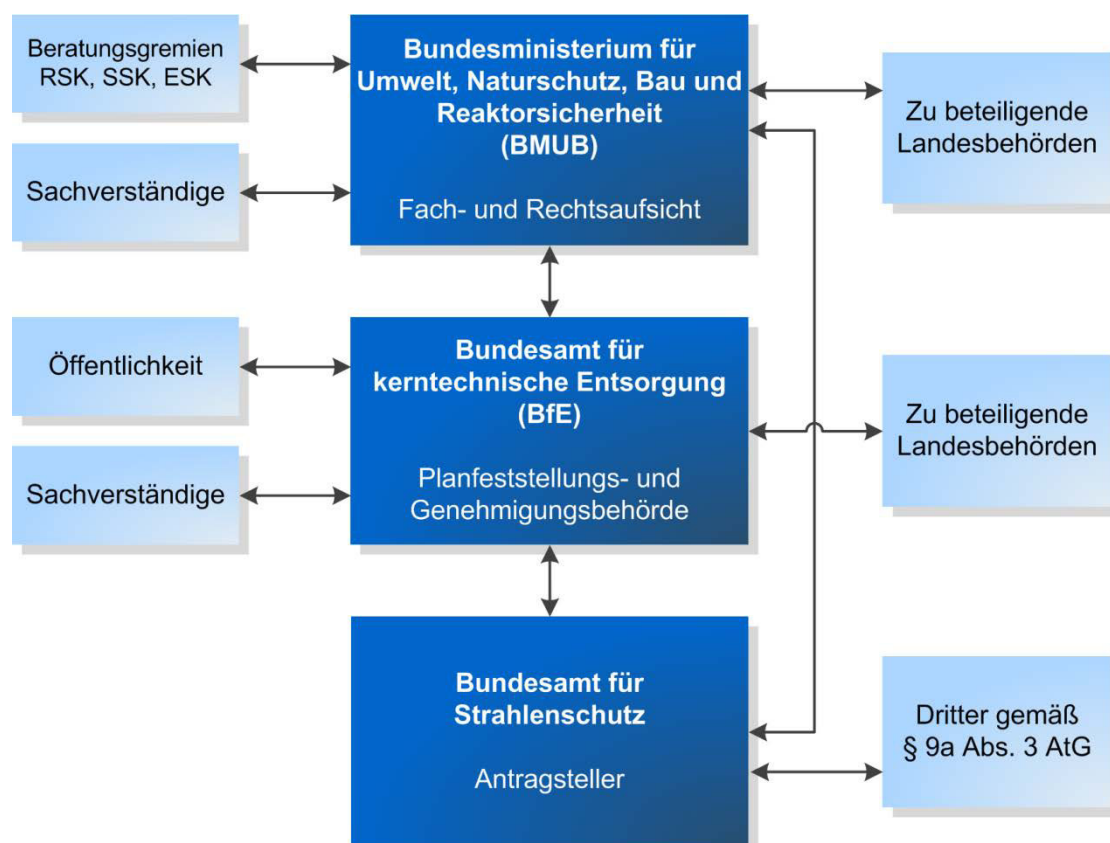 Beratungsgremien
RSK, SSK, ESK
Sachverständige
Bundesministerium für
Umwelt, Naturschutz, Bau und
Reaktorsicherheit
(BMUB)
Fach- und Rechtsaufsicht
Zu beteiligende
Landesbehörden
Öffentlichkeit
Sachverständige
Bundesamt für
kerntechnische Entsorgung
(BfE)
Planfeststellungs- und
Genehmigungsbehörde
Zu beteiligende
Landesbehörden
Bundesamt für
Strahlenschutz
Antragsteller
Dritter gemäß
§ 9a Abs. 3 AtG